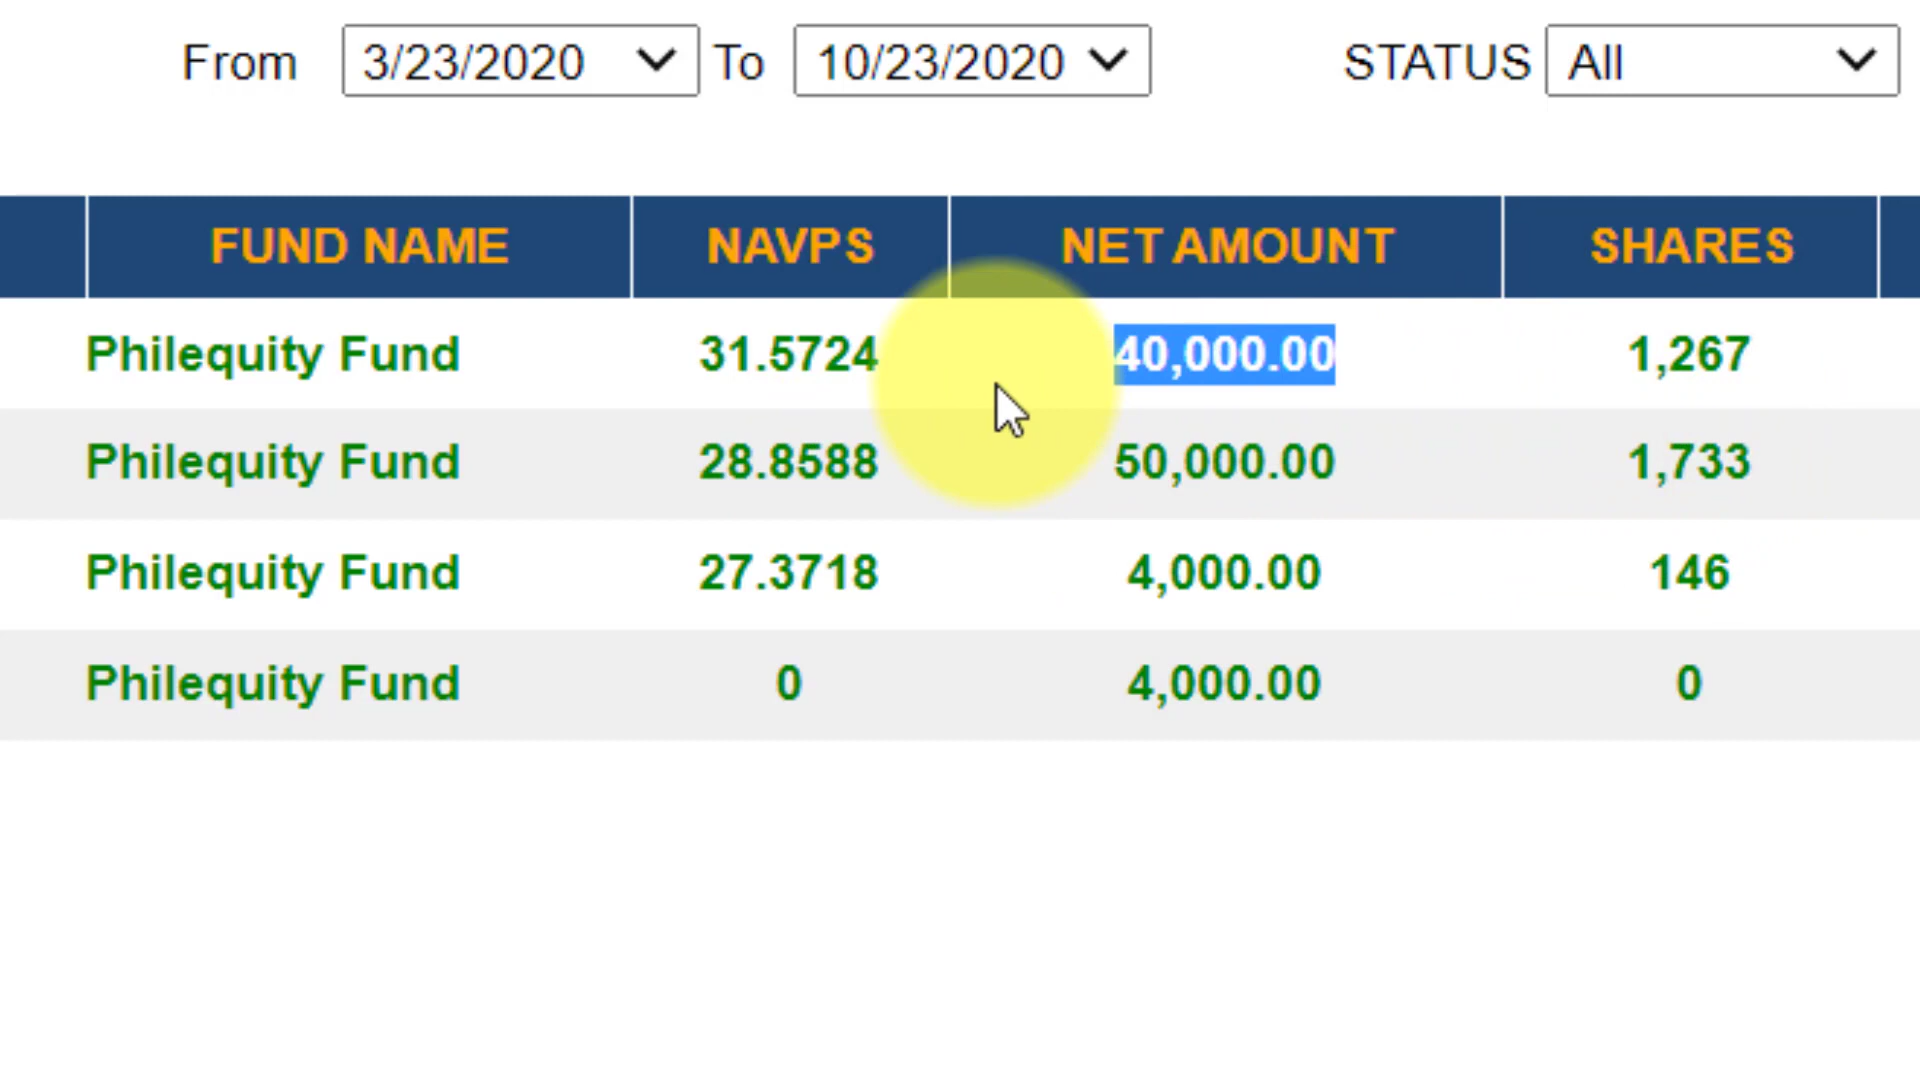 From 3/23/2020 To 10/23/2020 STATUS All
FUND NAME NAVPS NET AMOUNT SHARES
Philequity Fund 31.5724 40,000.00 1,267
Philequity Fund 28.8588 50,000.00 1,733
Philequity Fund 27.3718 4,000.00 146
Philequity Fund 0 4,000.00 0